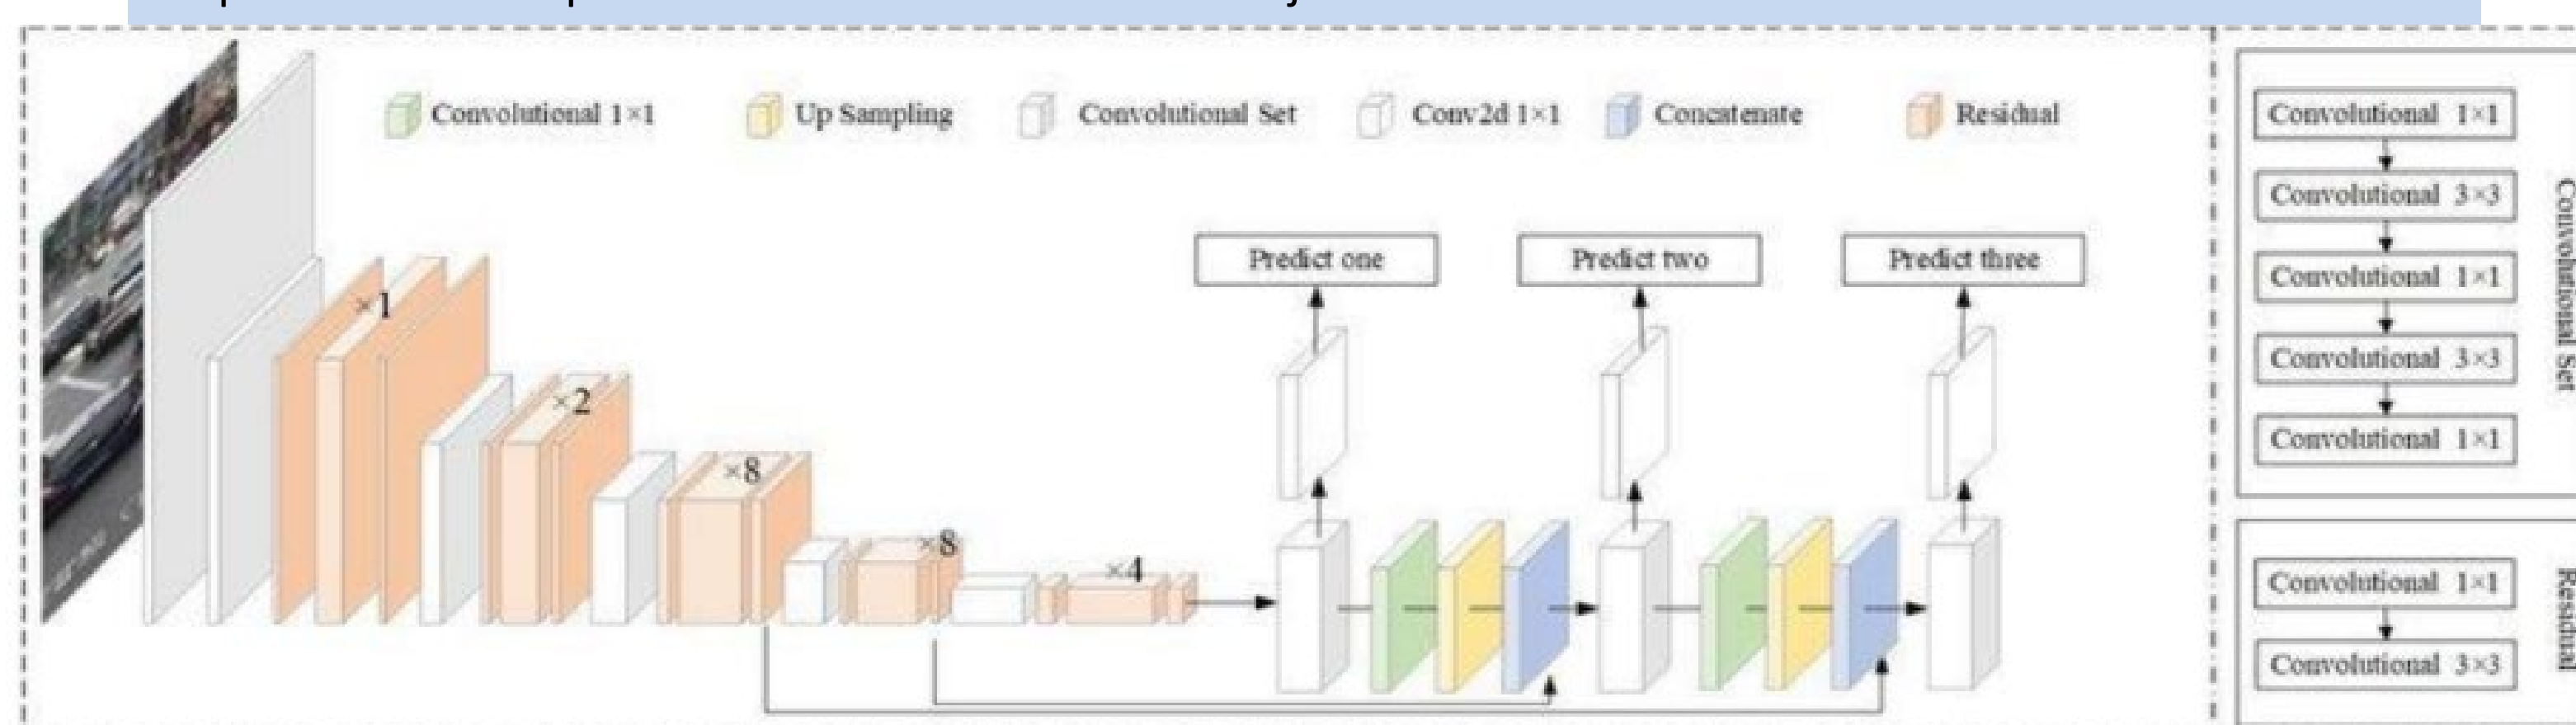 Convolutional 1×1
Up Sampling
Convolutional Set
Conv2d 1×1
Concatenate
Residual
×1
×2
×8
×8
×4
Predict one
Predict two
Predict three
Convolutional 1×1
Convolutional 3×3
Convolutional 1×1
Convolutional 3×3
Convolutional 1×1
Convolutional Set
Convolutional 1×1
Convolutional 3×3
Residual